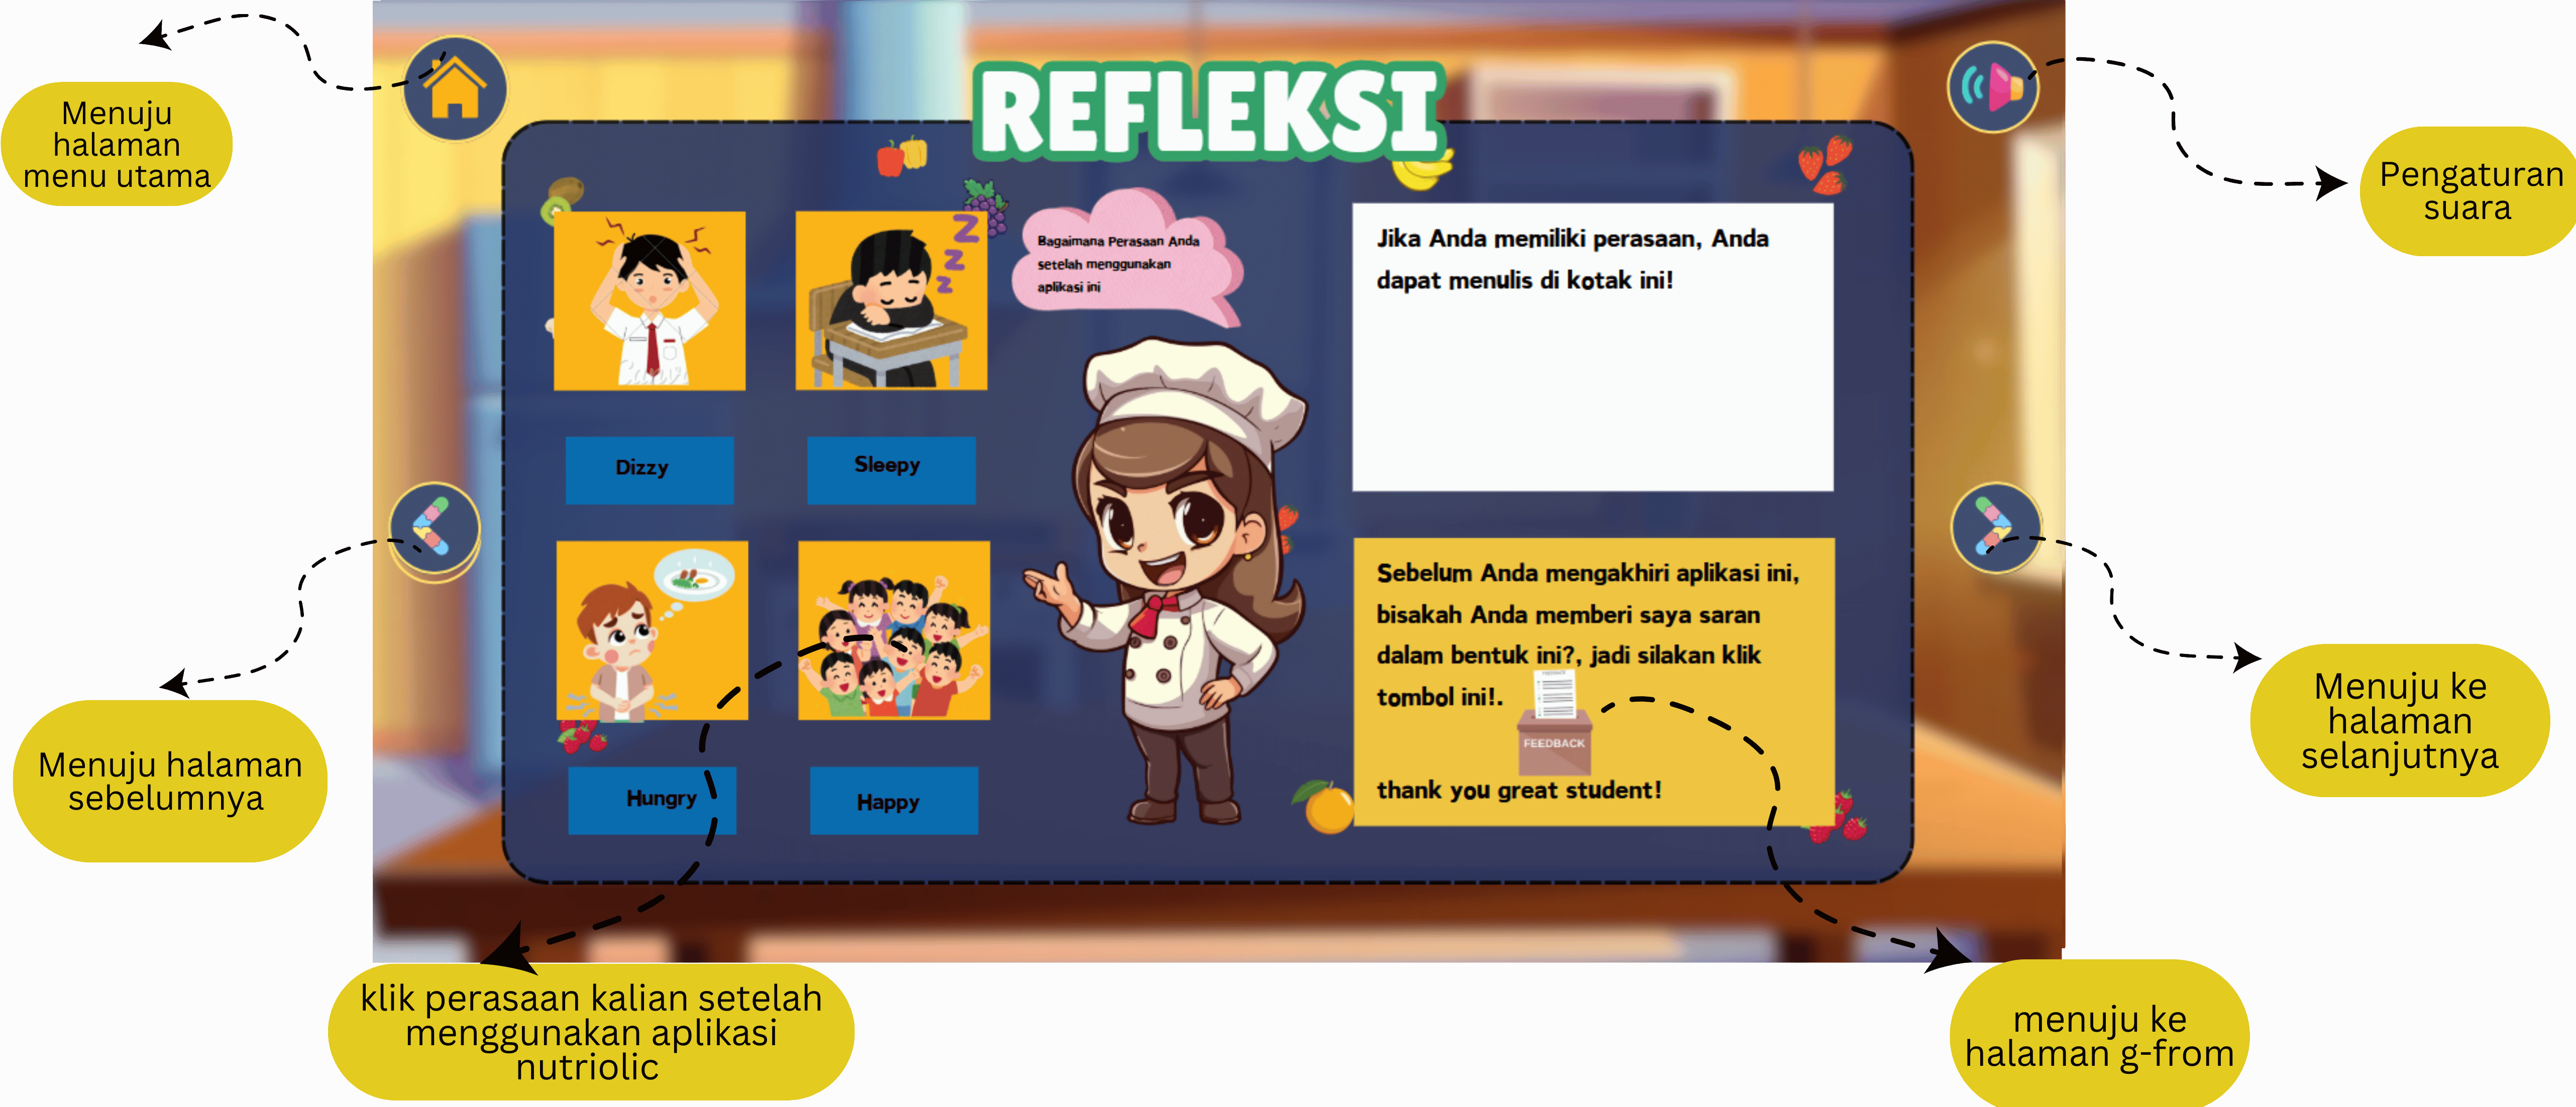 REFLEKSI
Menuju
halaman
menu utama
Pengaturan
suara
Bagaimana Perasaan Anda
setelah menggunakan
aplikasi ini
Jika Anda memiliki perasaan, Anda
dapat menulis di kotak ini!
Z
Z
Z
Dizzy
Sleepy
Hungry
Happy
Sebelum Anda mengakhiri aplikasi ini,
bisakah Anda memberi saya saran
dalam bentuk ini?, jadi silakan klik
tombol ini!.
FEEDBACK
FEEDBACK
thank you great student!
Menuju halaman
sebelumnya
Menuju ke
halaman
selanjutnya
klik perasaan kalian setelah
menggunakan aplikasi
nutriolic
menuju ke
halaman g-from